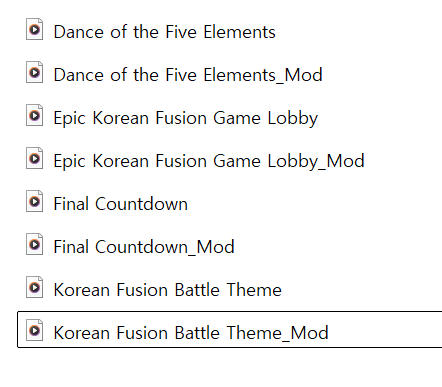 Dance of the Five Elements
Dance of the Five Elements_Mod
Epic Korean Fusion Game Lobby
Epic Korean Fusion Game Lobby_Mod
Final Countdown
Final Countdown_Mod
Korean Fusion Battle Theme
Korean Fusion Battle Theme_Mod